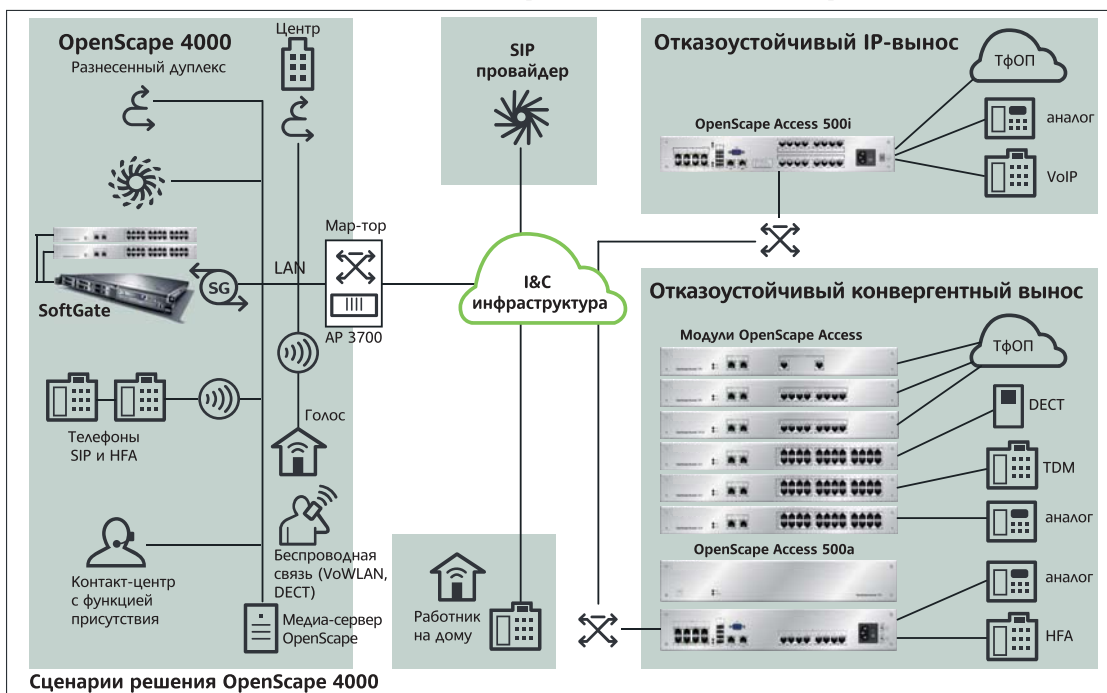 OpenScape 4000
Разнесенный дуплекс
Центр
SoftGate
SG
LAN
Мар-тор
AP 3700
Телефоны
SIP и HFA
Голос
Контакт-центр
с функцией
присутствия
Беспроводная
связь (VoWLAN,
DECT)
Медиа-сервер
OpenScape
SIP
провайдер
I&C
инфраструктура
Работник
на дому
Отказоустойчивый IP-вынос
OpenScape Access 500i
ТфОП
аналог
VoIP
Отказоустойчивый конвергентный вынос
Модули OpenScape Access
ТфОП
DECT
TDM
аналог
OpenScape Access 500a
аналог
HFA
Сценарии решения OpenScape 4000